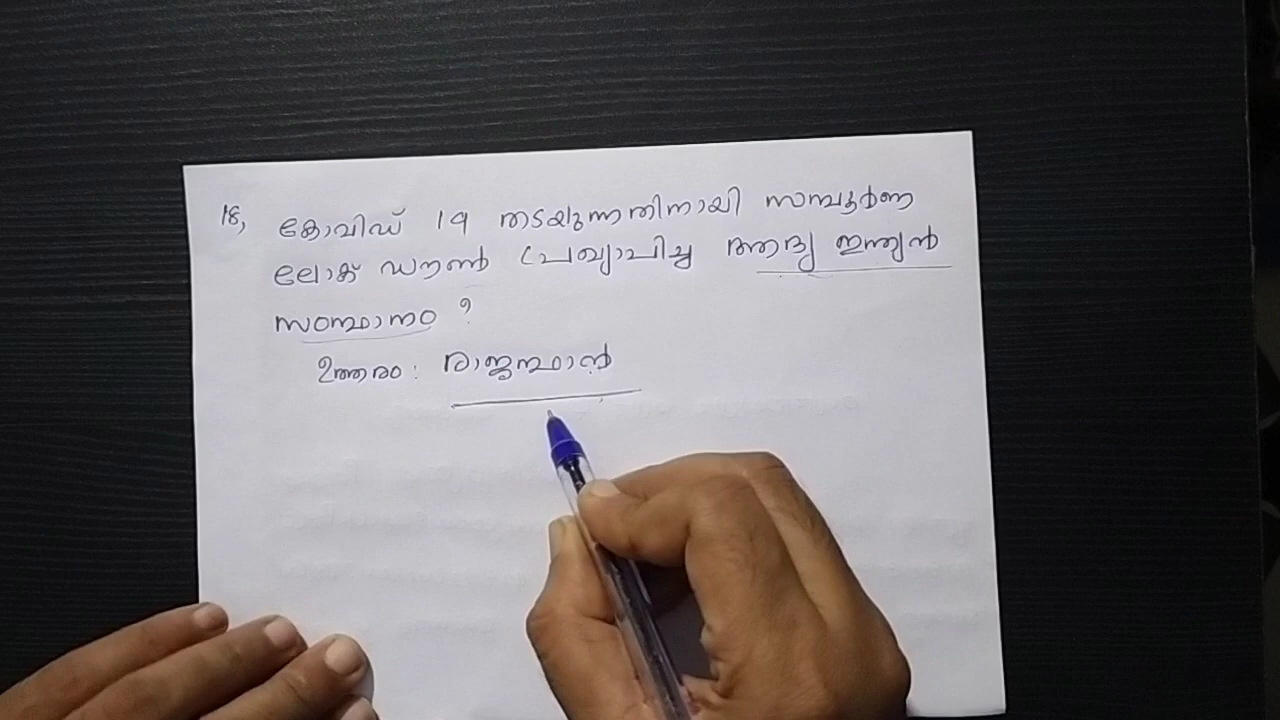 18, കോവിഡ് 19 തടയുന്നതിനായി സമ്പൂർണ
ലോക് ഡൗൺ പ്രഖ്യാപിച്ച ആദ്യ ഇന്ത്യൻ
സംസ്ഥാനം ?
ഉത്തരം : രാജസ്ഥാൻ